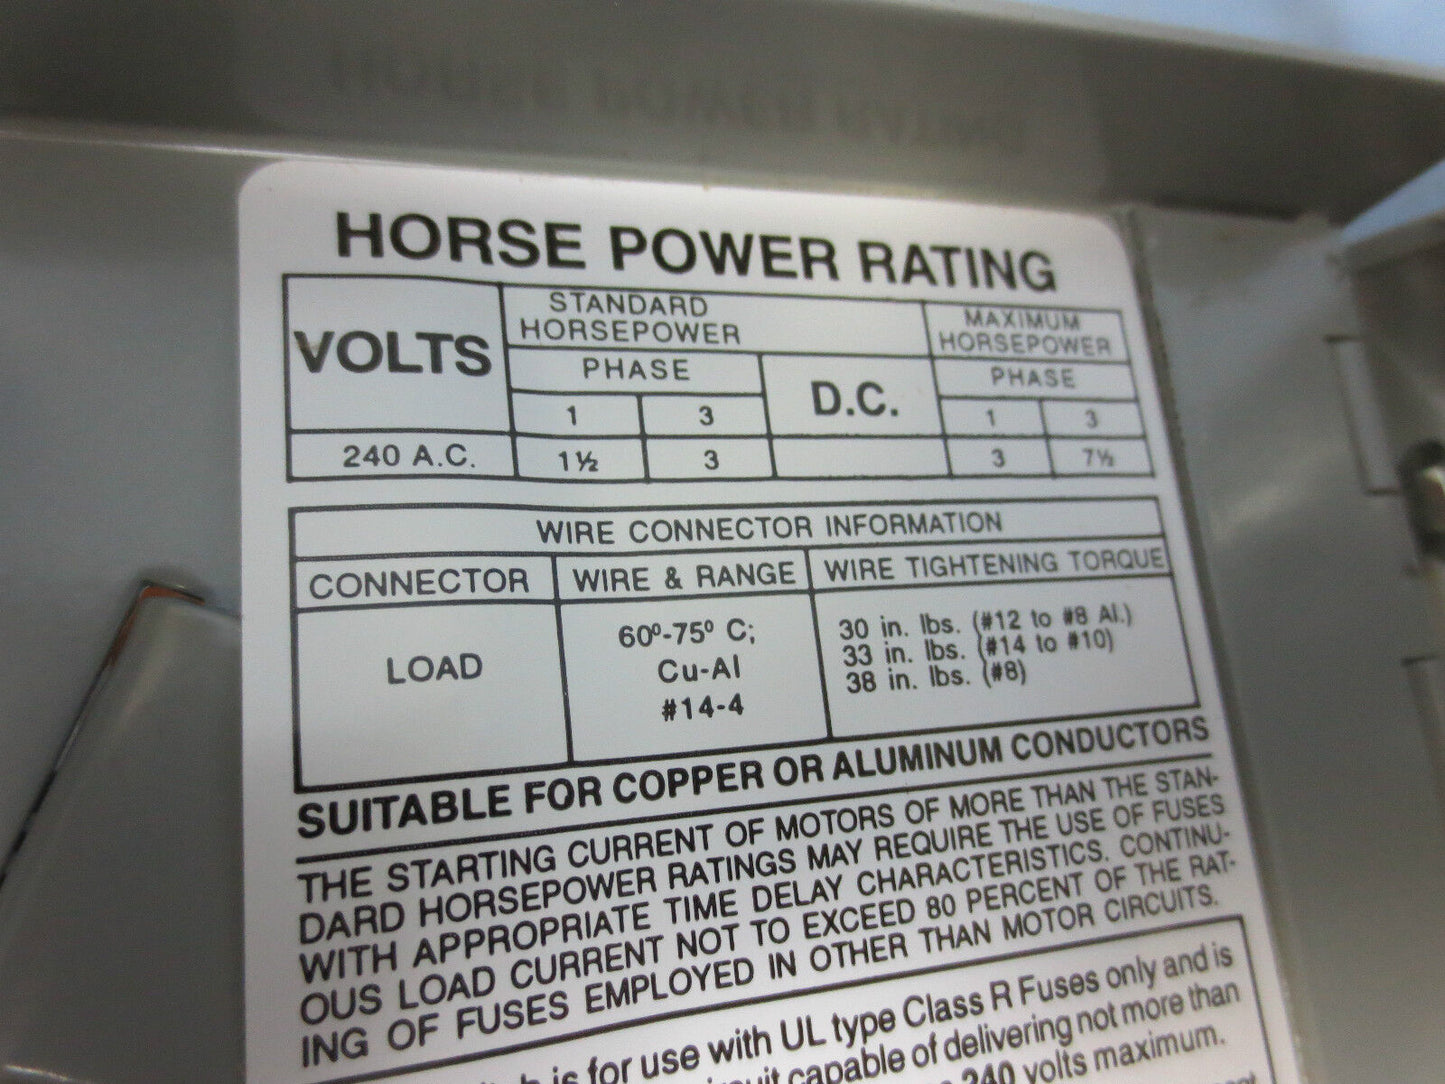 HORSE POWER RATING
VOLTS
STANDARD
HORSEPOWER
MAXIMUM
HORSEPOWER
PHASE
D.C.
PHASE
1 3
1 3
240 A.C. 1½ 3 3 7½
WIRE CONNECTOR INFORMATION
CONNECTOR WIRE & RANGE WIRE TIGHTENING TORQUE
LOAD
60º-75º C;
Cu-Al
#14-4
30 in. lbs. (#12 to #8 Al.)
33 in. lbs. (#14 to #10)
38 in. lbs. (#8)
SUITABLE FOR COPPER OR ALUMINUM CONDUCTORS
THE STARTING CURRENT OF MOTORS OF MORE THAN THE STAN-
DARD HORSEPOWER RATINGS MAY REQUIRE THE USE OF FUSES
WITH APPROPRIATE TIME DELAY CHARACTERISTICS. CONTINU-
OUS LOAD CURRENT NOT TO EXCEED 80 PERCENT OF THE RAT-
ING OF FUSES EMPLOYED IN OTHER THAN MOTOR CIRCUITS.
is for use with UL type Class R Fuses only and is
capable of delivering not more than
240 volts maximum.